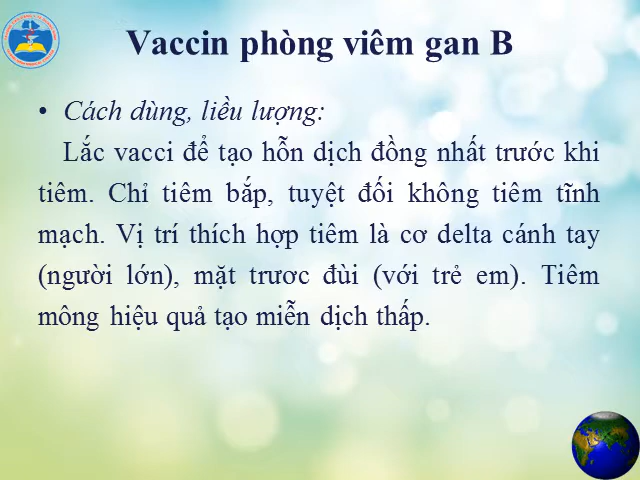 Vaccin phòng viêm gan B
• Cách dùng, liều lượng:
Lắc vacci để tạo hỗn dịch đồng nhất trước khi
tiêm. Chỉ tiêm bắp, tuyệt đối không tiêm tĩnh
mạch. Vị trí thích hợp tiêm là cơ delta cánh tay
(người lớn), mặt trươc đùi (với trẻ em). Tiêm
mông hiệu quả tạo miễn dịch thấp.